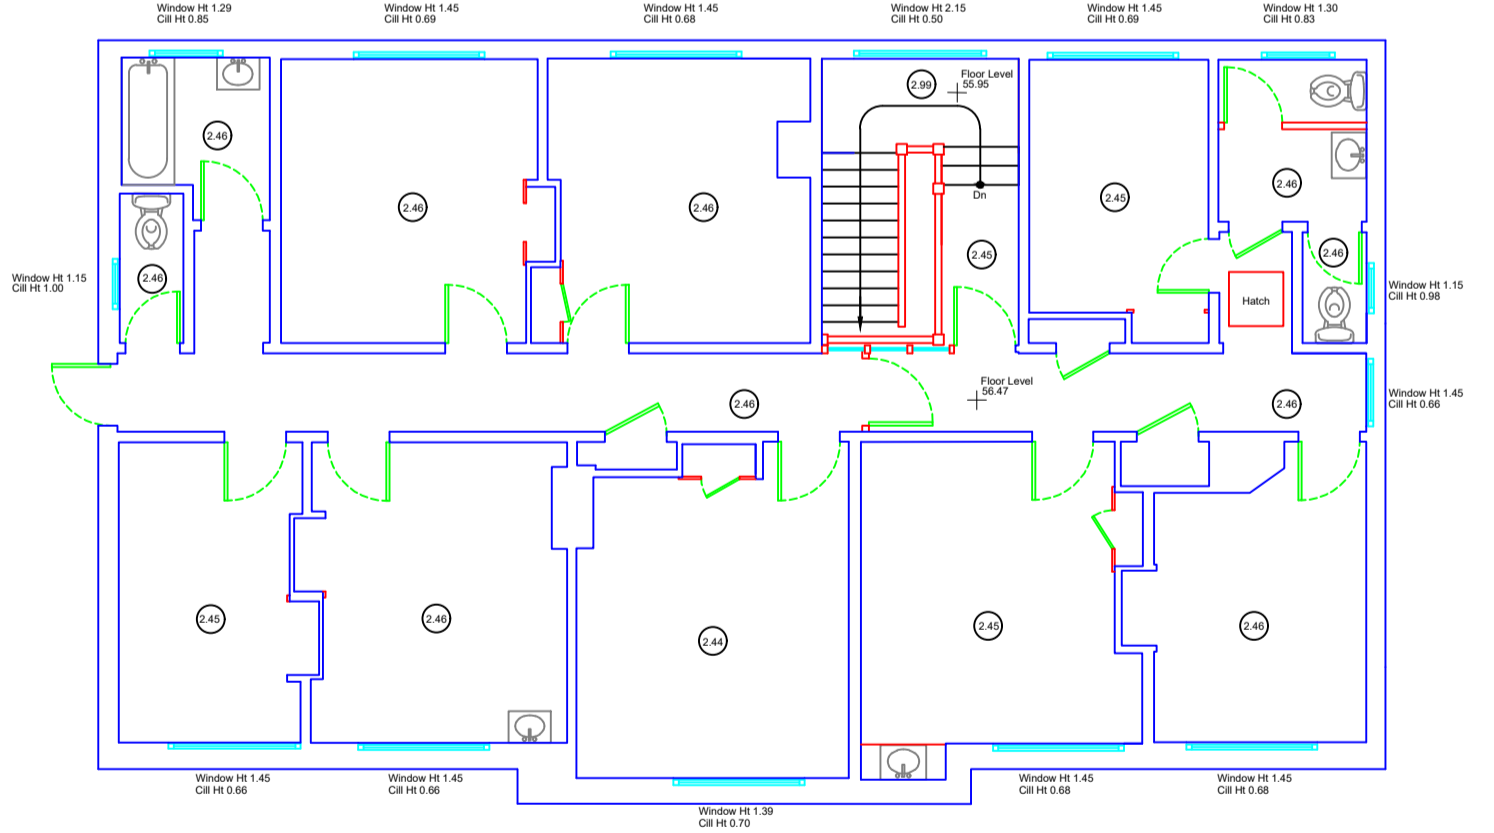 Window Ht 1.29
Cill Ht 0.85
Window Ht 1.45
Cill Ht 0.69
Window Ht 1.45
Cill Ht 0.68
Window Ht 2.15
Cill Ht 0.50
Window Ht 1.45
Cill Ht 0.69
Window Ht 1.30
Cill Ht 0.83
2.99
Floor Level
55.95
2.46
2.46
2.46
Dn
2.45
2.46
2.45
2.46
2.46
Window Ht 1.15
Cill Ht 1.00
Hatch
Window Ht 1.15
Cill Ht 0.98
Floor Level
56.47
2.46
2.46
Window Ht 1.45
Cill Ht 0.66
2.45
2.46
2.44
2.45
2.46
Window Ht 1.45
Cill Ht 0.66
Window Ht 1.45
Cill Ht 0.66
Window Ht 1.39
Cill Ht 0.70
Window Ht 1.45
Cill Ht 0.68
Window Ht 1.45
Cill Ht 0.68